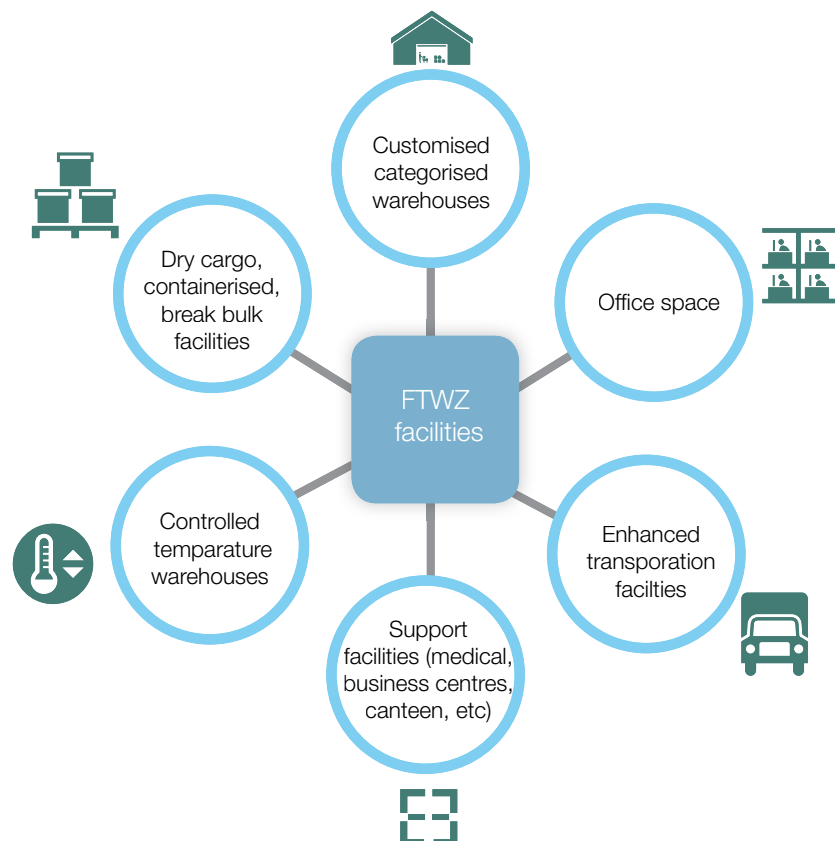 Customised
categorised
warehouses
Dry cargo,
containerised,
break bulk
facilities
Office space
FTWZ
facilities
Controlled
temparature
warehouses
Enhanced
transporation
facilties
Support
facilities (medical,
business centres,
canteen, etc)